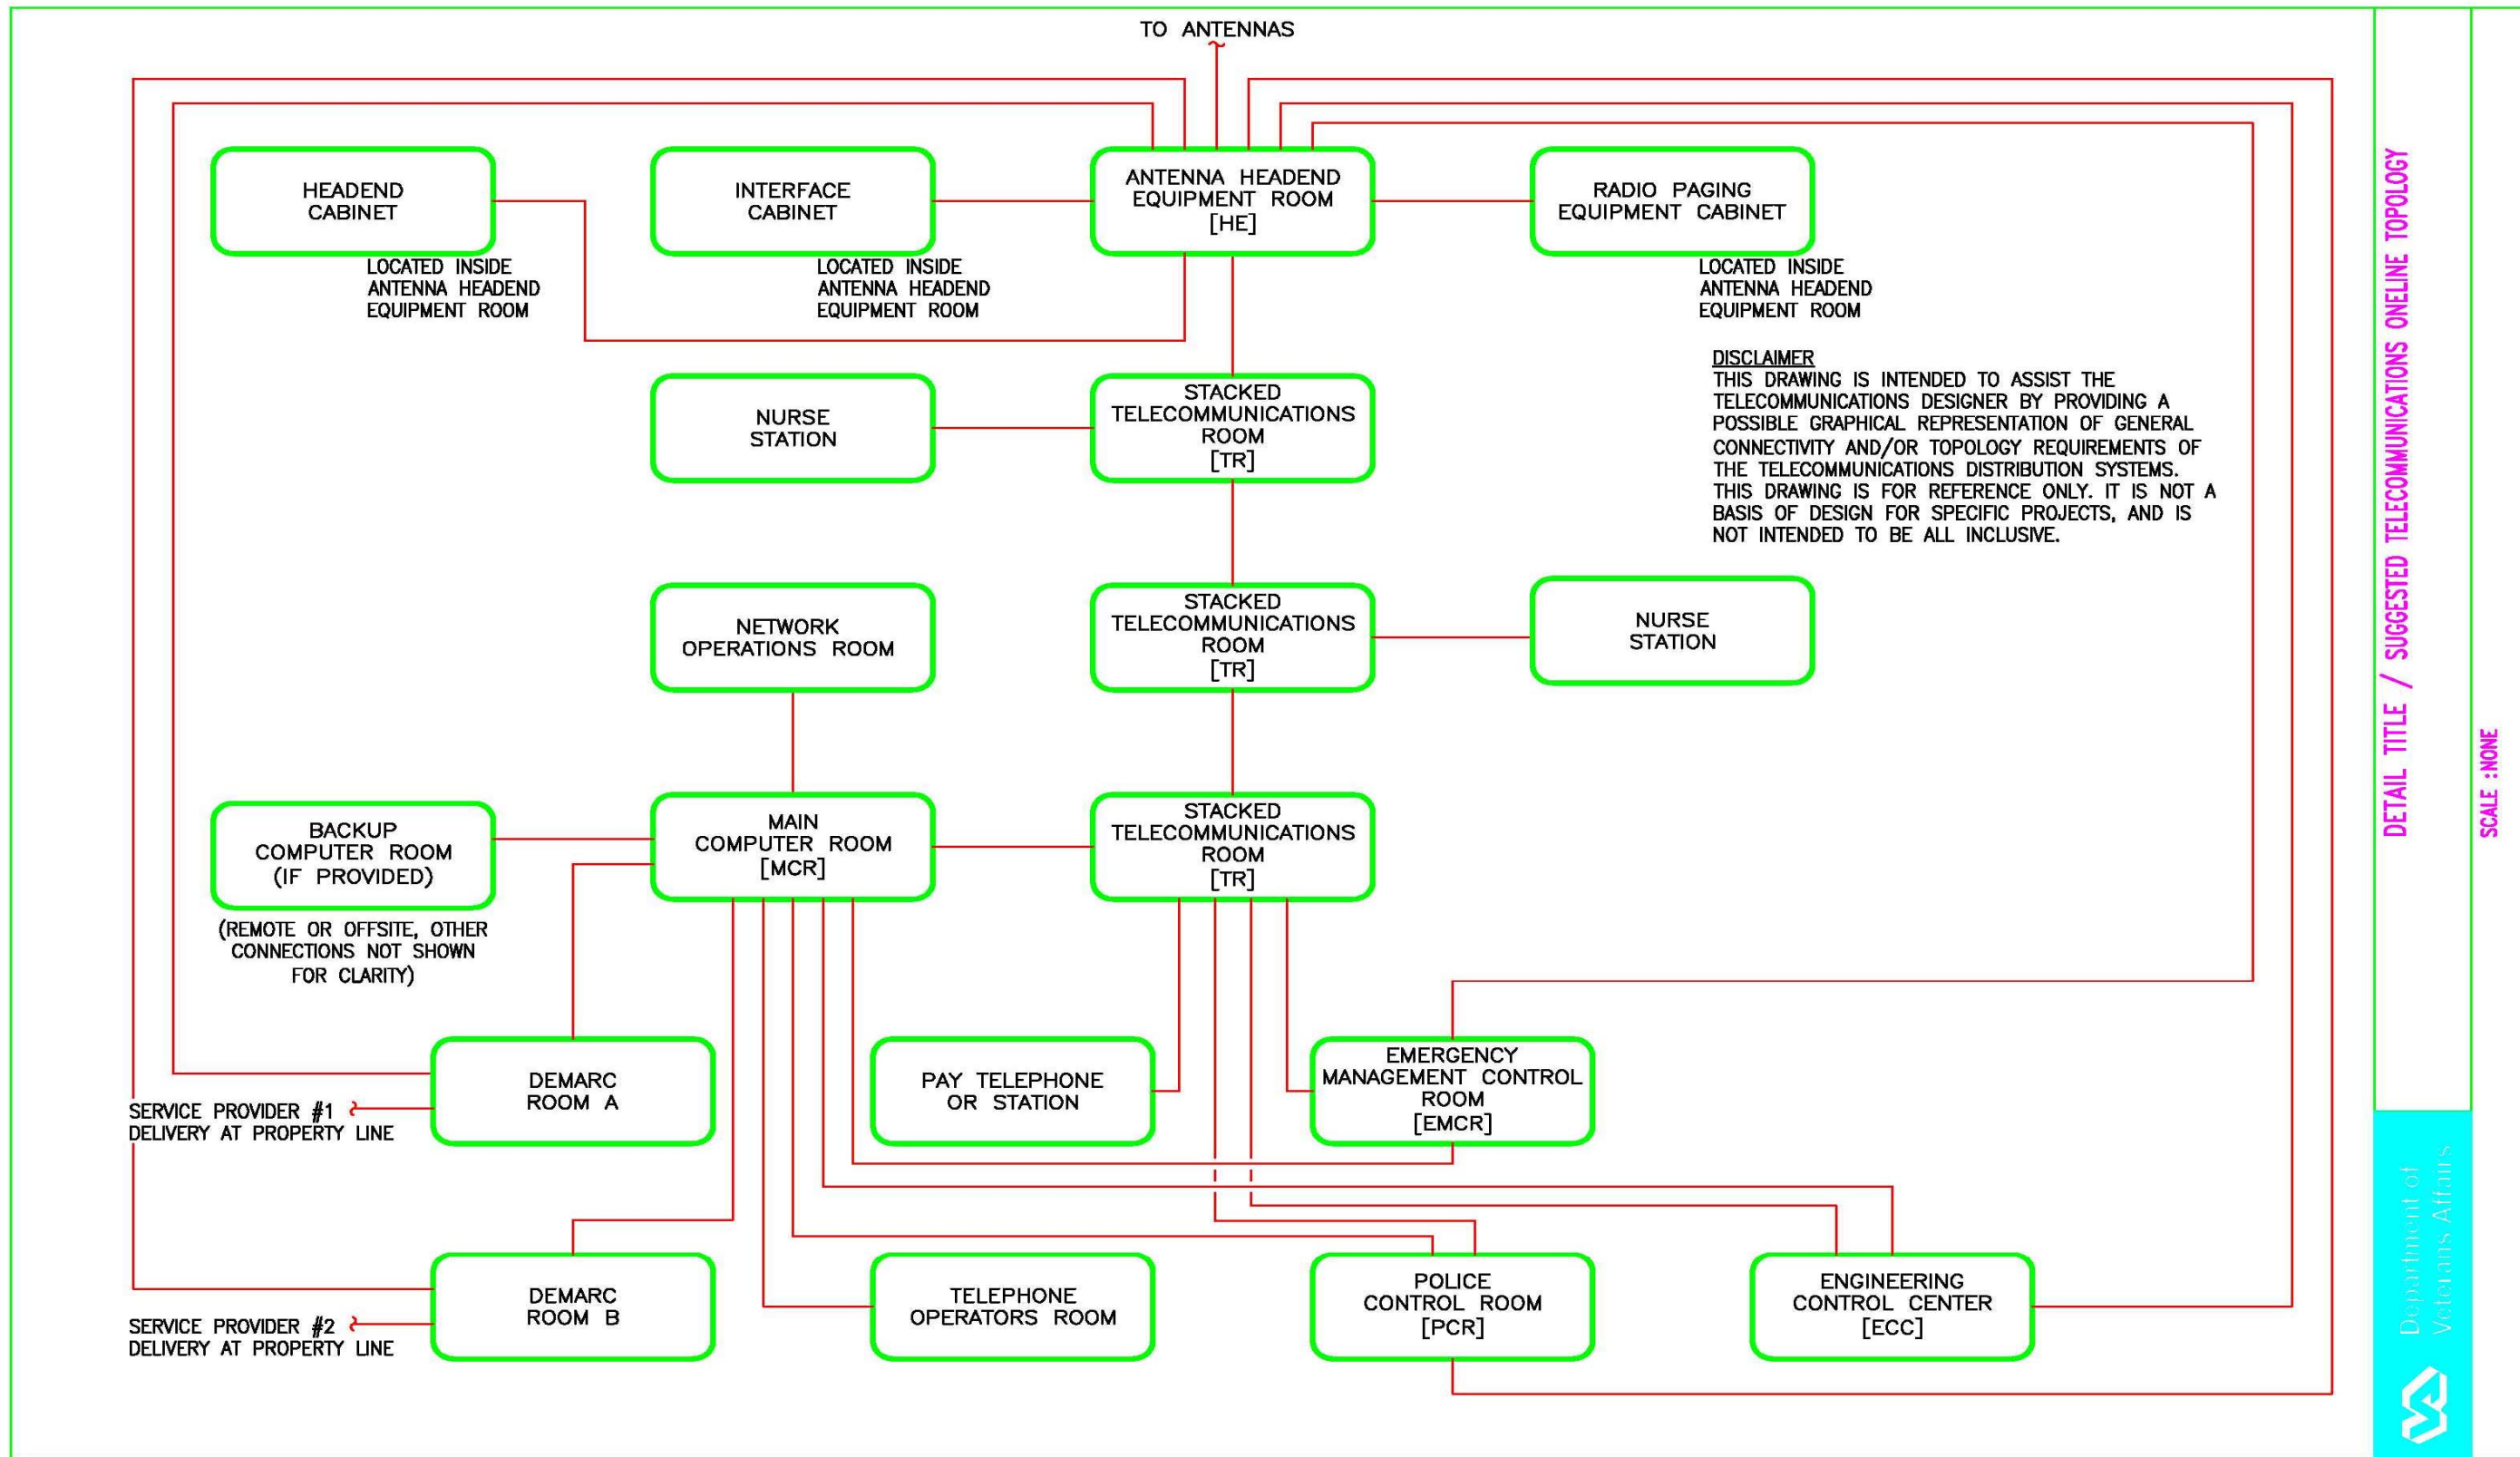 TO ANTENNAS
HEADEND
CABINET
LOCATED INSIDE
ANTENNA HEADEND
EQUIPMENT ROOM
INTERFACE
CABINET
LOCATED INSIDE
ANTENNA HEADEND
EQUIPMENT ROOM
ANTENNA HEADEND
EQUIPMENT ROOM
[HE]
RADIO PAGING
EQUIPMENT CABINET
LOCATED INSIDE
ANTENNA HEADEND
EQUIPMENT ROOM
DISCLAIMER
THIS DRAWING IS INTENDED TO ASSIST THE
TELECOMMUNICATIONS DESIGNER BY PROVIDING A
POSSIBLE GRAPHICAL REPRESENTATION OF GENERAL
CONNECTIVITY AND/OR TOPOLOGY REQUIREMENTS OF
THE TELECOMMUNICATIONS DISTRIBUTION SYSTEMS.
THIS DRAWING IS FOR REFERENCE ONLY. IT IS NOT A
BASIS OF DESIGN FOR SPECIFIC PROJECTS, AND IS
NOT INTENDED TO BE ALL INCLUSIVE.
NURSE
STATION
STACKED
TELECOMMUNICATIONS
ROOM
[TR]
NETWORK
OPERATIONS ROOM
STACKED
TELECOMMUNICATIONS
ROOM
[TR]
NURSE
STATION
BACKUP
COMPUTER ROOM
(IF PROVIDED)
(REMOTE OR OFFSITE, OTHER
CONNECTIONS NOT SHOWN
FOR CLARITY)
MAIN
COMPUTER ROOM
[MCR]
STACKED
TELECOMMUNICATIONS
ROOM
[TR]
DEMARC
ROOM A
SERVICE PROVIDER #1
DELIVERY AT PROPERTY LINE
PAY TELEPHONE
OR STATION
EMERGENCY
MANAGEMENT CONTROL
ROOM
[EMCR]
DEMARC
ROOM B
SERVICE PROVIDER #2
DELIVERY AT PROPERTY LINE
TELEPHONE
OPERATORS ROOM
POLICE
CONTROL ROOM
[PCR]
ENGINEERING
CONTROL CENTER
[ECC]
DETAIL TITLE / SUGGESTED TELECOMMUNICATIONS ONELINE TOPOLOGY
SCALE :NONE
Department of
Veterans Affairs